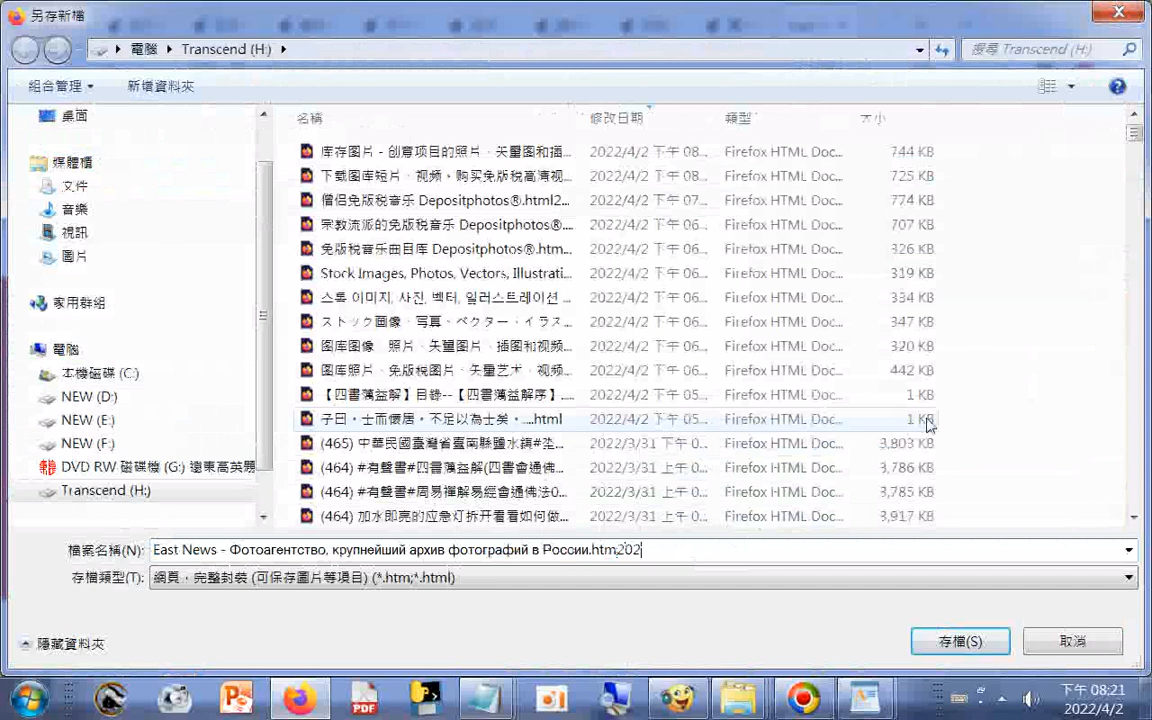 另存新檔
電腦 ▸ Transcend (H:) ▸
搜尋 Transcend (H:)
組合管理 ▾
新增資料夾
桌面
媒體櫃
文件
音樂
視訊
圖片
家用群組
電腦
本機磁碟 (C:)
NEW (D:)
NEW (E:)
NEW (F:)
DVD RW 磁碟機 (G:) 遠東高英題
Transcend (H:)
名稱 修改日期 類型 大小
库存图片 - 创意项目的照片、矢量图和插... 2022/4/2 下午 08... Firefox HTML Doc... 744 KB
下载图库短片、视频、购买免版税高清视... 2022/4/2 下午 08... Firefox HTML Doc... 725 KB
僧侣免版税音乐 Depositphotos®.html2... 2022/4/2 下午 07... Firefox HTML Doc... 774 KB
宗教流派的免版税音乐 Depositphotos®.... 2022/4/2 下午 06... Firefox HTML Doc... 707 KB
免版税音乐曲目库 Depositphotos®.htm... 2022/4/2 下午 06... Firefox HTML Doc... 326 KB
Stock Images, Photos, Vectors, Illustrati... 2022/4/2 下午 06... Firefox HTML Doc... 319 KB
스톡 이미지, 사진, 벡터, 일러스트레이션 ... 2022/4/2 下午 06... Firefox HTML Doc... 334 KB
ストック画像、写真、ベクター、イラス... 2022/4/2 下午 06... Firefox HTML Doc... 347 KB
图库图像、照片、矢量图片、插图和视频... 2022/4/2 下午 06... Firefox HTML Doc... 320 KB
图库照片、免版税图片、矢量艺术、视频... 2022/4/2 下午 06... Firefox HTML Doc... 442 KB
【四書蕅益解】目錄--【四書蕅益解序】.... 2022/4/2 下午 05... Firefox HTML Doc... 1 KB
子曰。士而懷居。不足以為士矣。...html 2022/4/2 下午 05... Firefox HTML Doc... 1 KB
(465) 中華民國臺灣省臺南縣鹽水鎮#垄... 2022/3/31 下午 0... Firefox HTML Doc... 3,803 KB
(464) #有聲書#四書蕅益解(四書會通佛... 2022/3/31 上午 0... Firefox HTML Doc... 3,786 KB
(464) #有聲書#周易禪解易經會通佛法0... 2022/3/31 上午 0... Firefox HTML Doc... 3,785 KB
(464) 加水即亮的应急灯拆开看看如何做... 2022/3/31 上午 0... Firefox HTML Doc... 3,917 KB
檔案名稱(N): East News - Фотоагентство, крупнейший архив фотографий в России.htm202
存檔類型(T): 網頁，完整封裝 (可保存圖片等項目) (*.htm;*.html)
隱藏資料夾
存檔(S)
取消
下午 08:21
2022/4/2